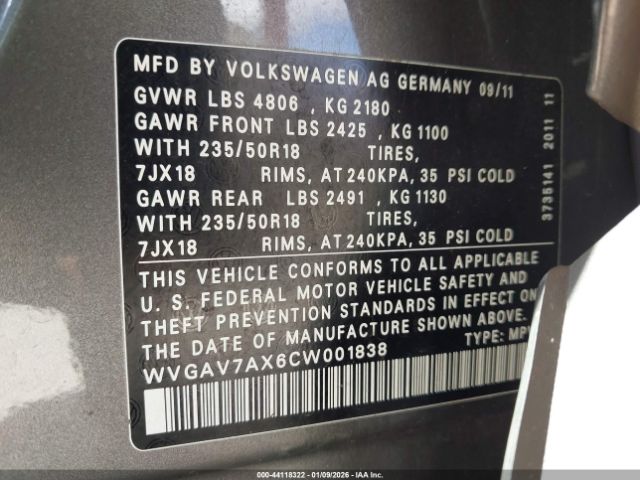 MFD BY VOLKSWAGEN AG GERMANY 09/11
GVWR LBS 4806 , KG 2180
GAWR FRONT LBS 2425 , KG 1100
WITH 235/50R18 TIRES,
7JX18 RIMS, AT 240KPA, 35 PSI COLD
GAWR REAR LBS 2491 , KG 1130
WITH 235/50R18 TIRES,
7JX18 RIMS, AT 240KPA, 35 PSI COLD
THIS VEHICLE CONFORMS TO ALL APPLICABLE
U. S. FEDERAL MOTOR VEHICLE SAFETY AND
THEFT PREVENTION STANDARDS IN EFFECT ON
THE DATE OF MANUFACTURE SHOWN ABOVE.
WVGAV7AX6CW001838 TYPE: MPV
3735141 2011 11
000-44118322 | 01/09/2026 | IAA Inc.